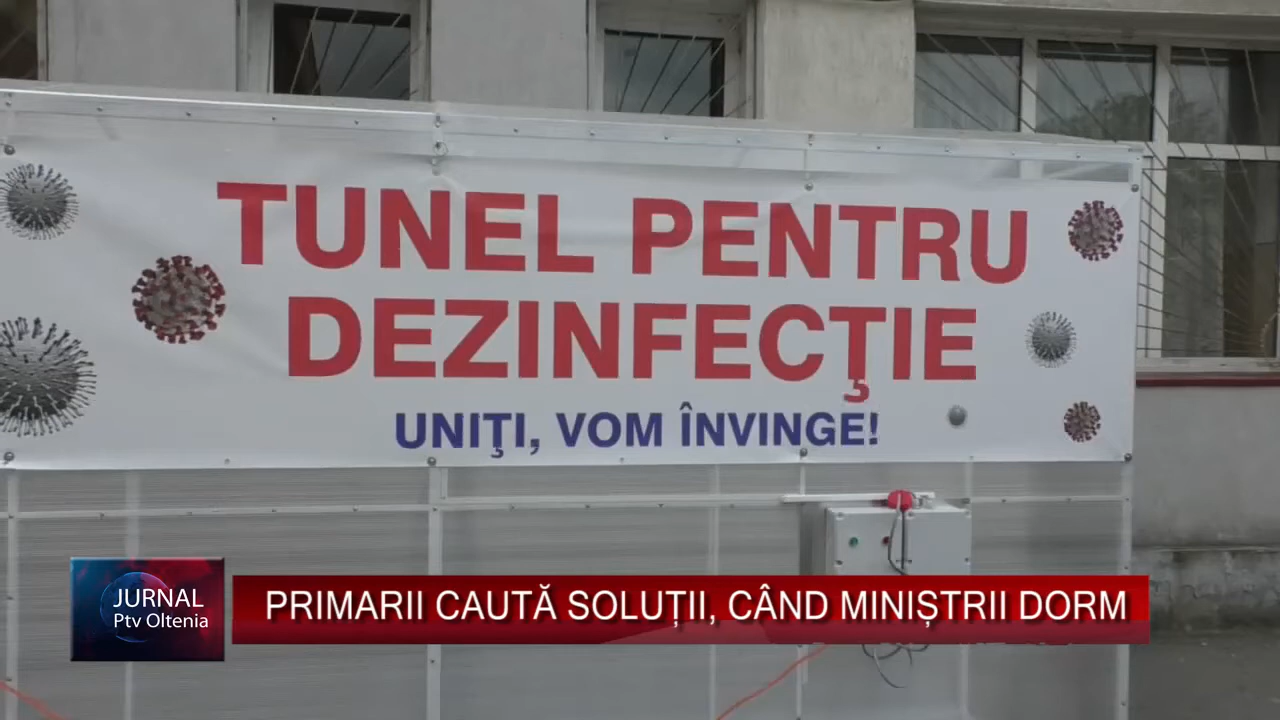 TUNEL PENTRU
DEZINFECŢIE
UNIŢI, VOM ÎNVINGE!
JURNAL
Ptv Oltenia
PRIMARII CAUTĂ SOLUȚII, CÂND MINIȘTRII DORM